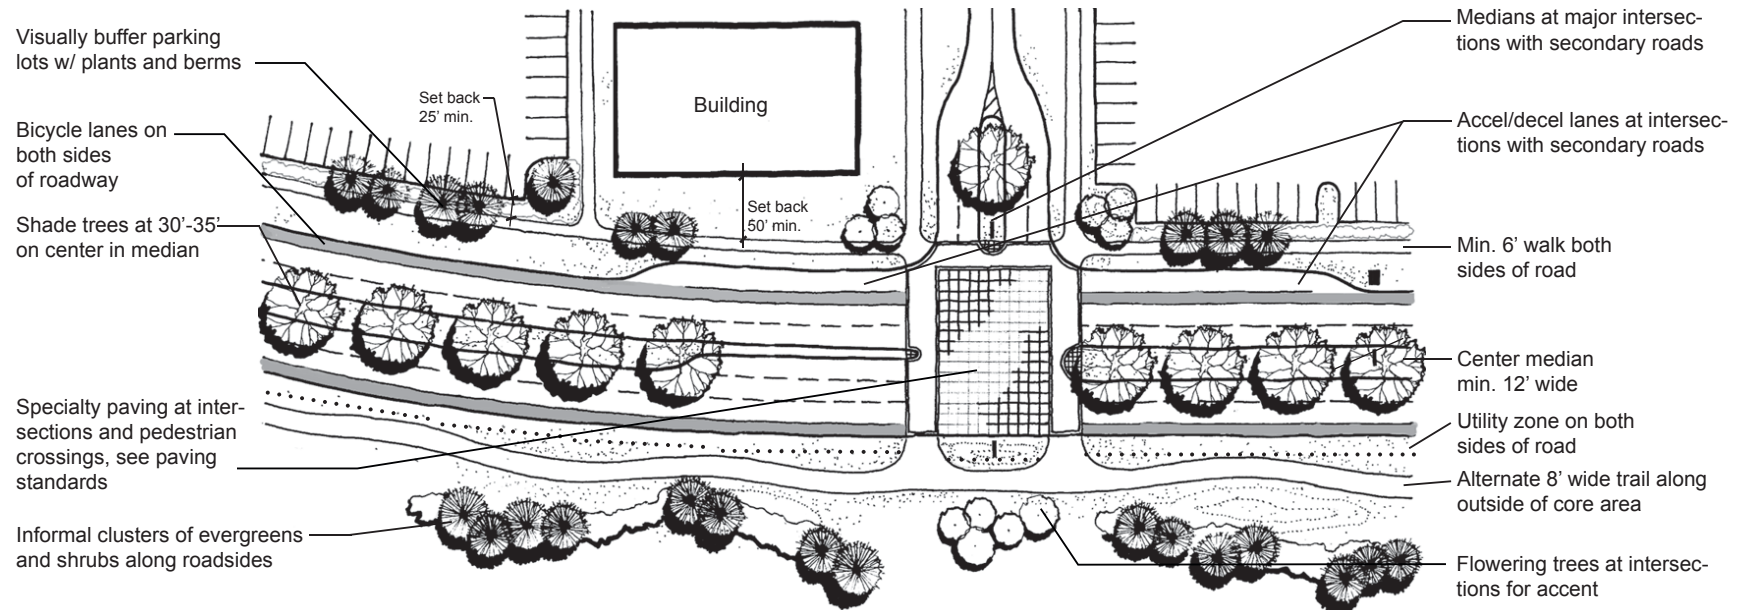 Visually buffer parking
lots w/ plants and berms
Bicycle lanes on
both sides
of roadway
Shade trees at 30'-35'
on center in median
Specialty paving at inter-
sections and pedestrian
crossings, see paving
standards
Informal clusters of evergreens
and shrubs along roadsides
Set back
25' min.
Building
Set back
50' min.
Medians at major intersec-
tions with secondary roads
Accel/decel lanes at intersec-
tions with secondary roads
Min. 6' walk both
sides of road
Center median
min. 12' wide
Utility zone on both
sides of road
Alternate 8' wide trail along
outside of core area
Flowering trees at intersec-
tions for accent